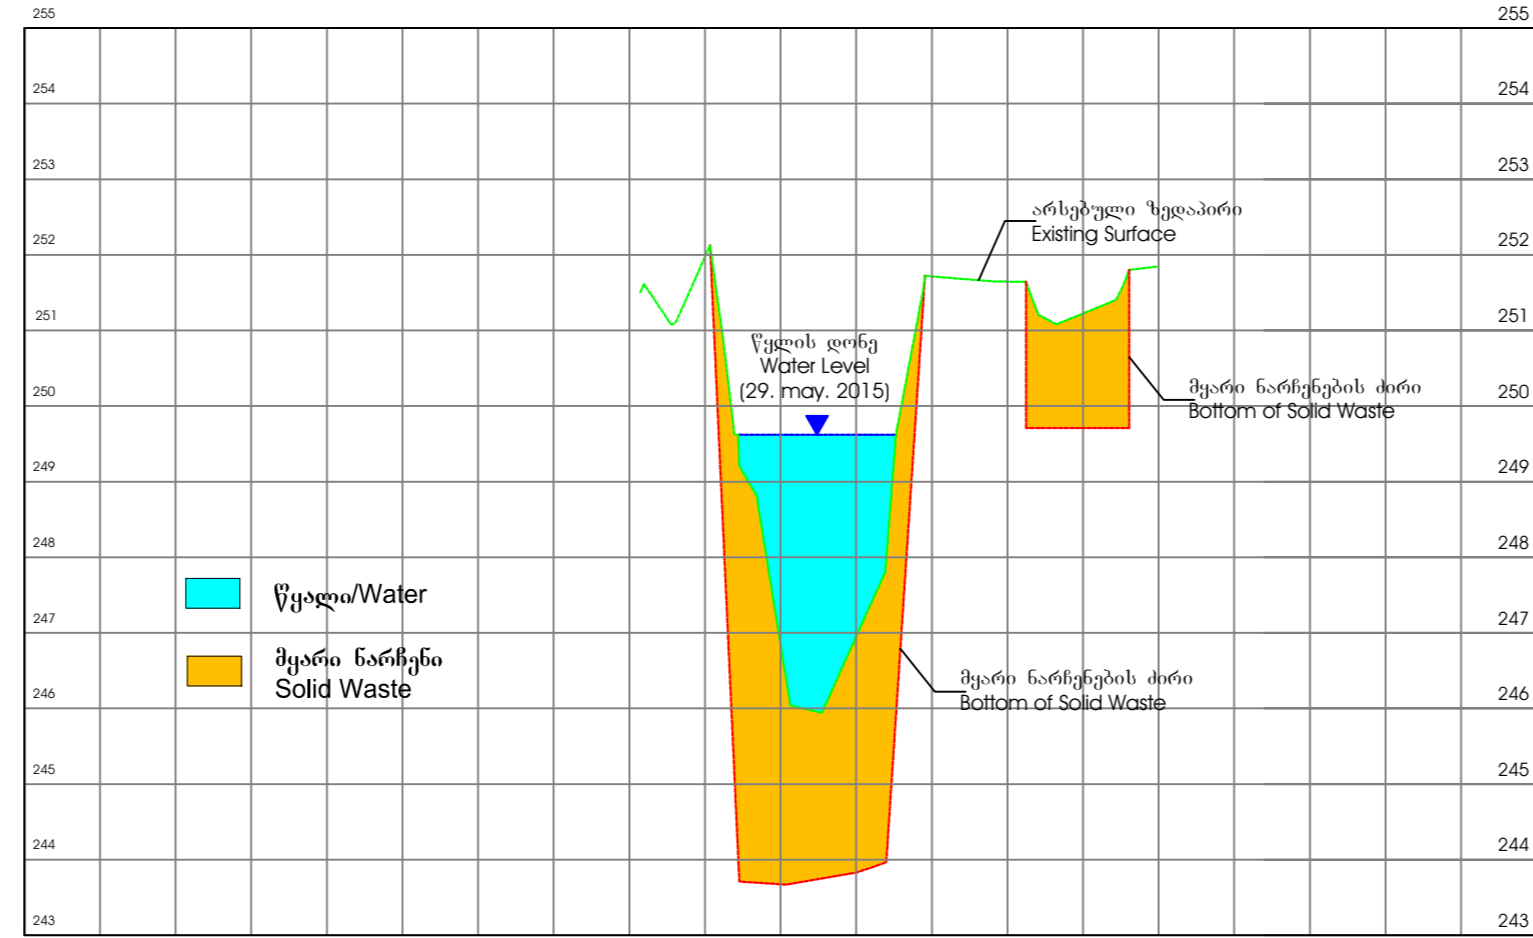 255 255
254 254
253 253
არსებული ზედაპირი
Existing Surface
252 252
251 251
წყლის დონე
Water Level
(29. may. 2015)
მყარი ნარჩენების ძირი
Bottom of Solid Waste
250 250
249 249
248 248
წყალი/Water
247 247
მყარი ნარჩენი
Solid Waste
მყარი ნარჩენების ძირი
Bottom of Solid Waste
246 246
245 245
244 244
243 243